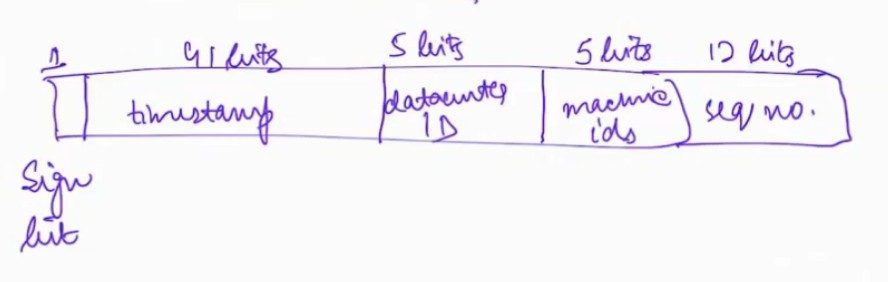 1 41 bits 5 bits 5 bits 12 bits
timestamp datacenter ID machine ids seq no.
Sign bit